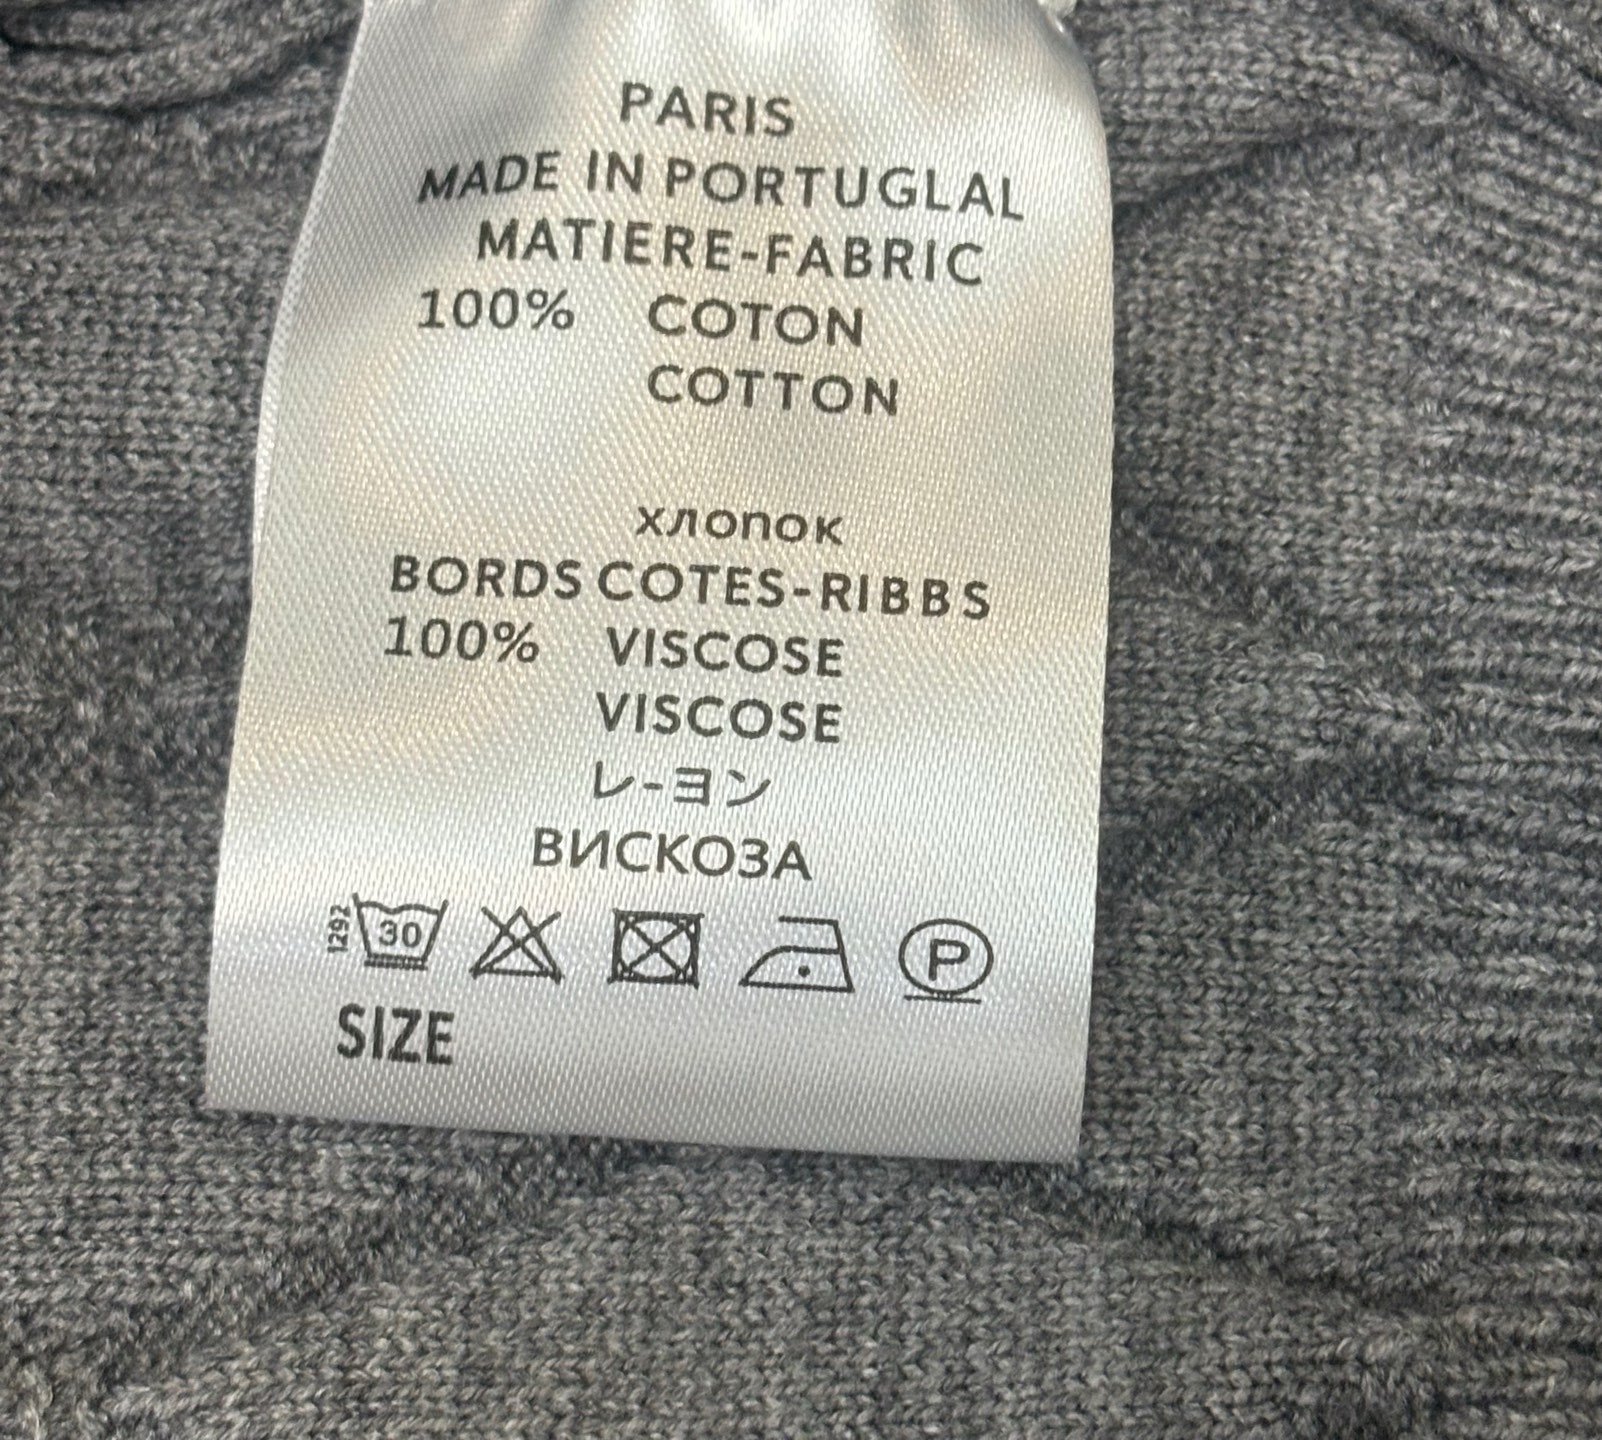 PARIS
MADE IN PORTUGLAL
MATIERE-FABRIC
100% COTON
COTTON
хлопок
BORDS COTES-RIBBS
100% VISCOSE
VISCOSE
レ-ヨン
ВИСКОЗА
1292 30 P
SIZE